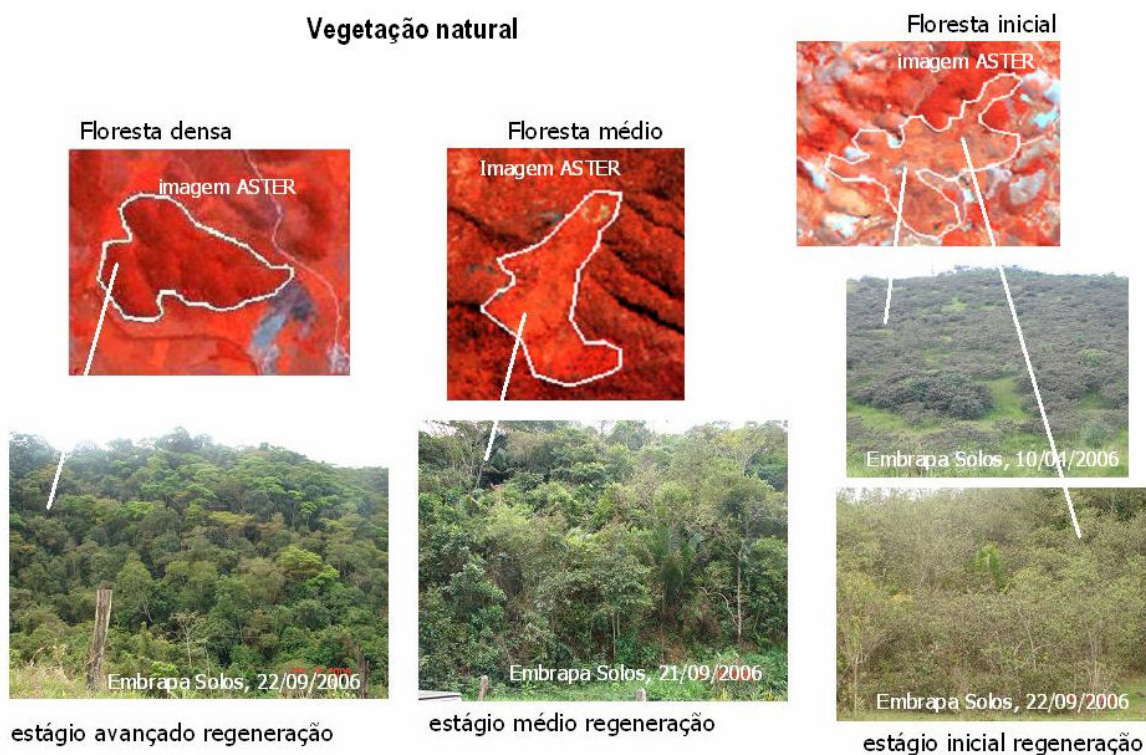 Vegetação natural
Floresta inicial
imagem ASTER
Floresta densa
imagem ASTER
Floresta médio
Imagem ASTER
Embrapa Solos, 10/04/2006
Embrapa Solos, 22/09/2006
Embrapa Solos, 21/09/2006
Embrapa Solos, 22/09/2006
estágio avançado regeneração
estágio médio regeneração
estágio inicial regeneração